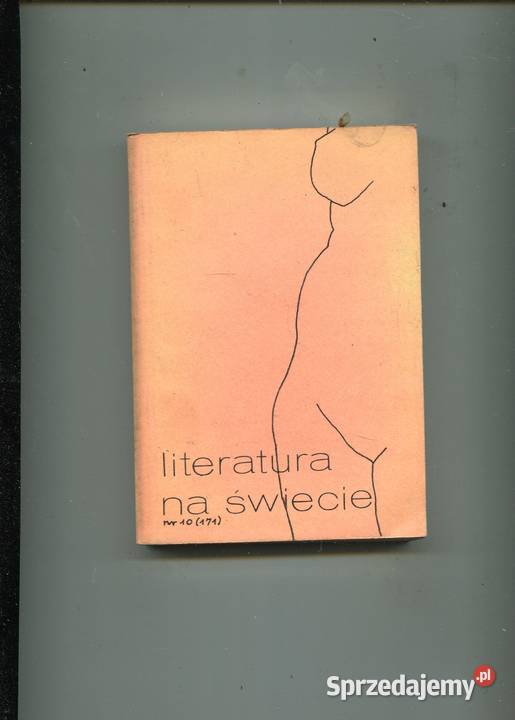 literatura
na świecie
nr 10 (171)
Sprzedajemy.pl